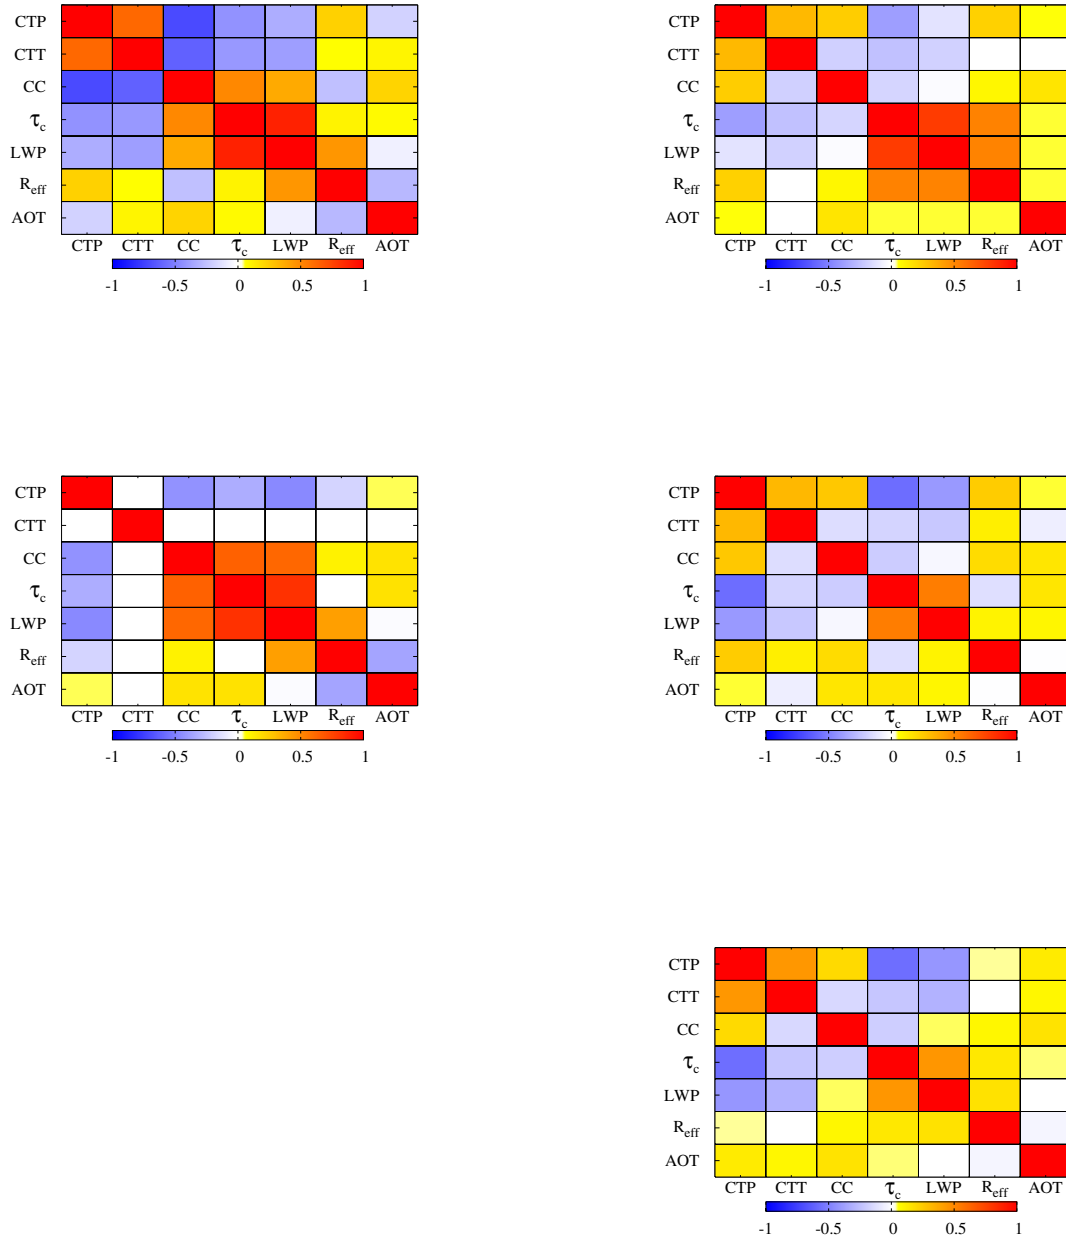 CTP
CTT
CC
τc
LWP
Reff
AOT
CTP CTT CC τc LWP Reff AOT
-1 -0.5 0 0.5 1
CTP
CTT
CC
τc
LWP
Reff
AOT
CTP CTT CC τc LWP Reff AOT
-1 -0.5 0 0.5 1
CTP
CTT
CC
τc
LWP
Reff
AOT
CTP CTT CC τc LWP Reff AOT
-1 -0.5 0 0.5 1
CTP
CTT
CC
τc
LWP
Reff
AOT
CTP CTT CC τc LWP Reff AOT
-1 -0.5 0 0.5 1
CTP
CTT
CC
τc
LWP
Reff
AOT
CTP CTT CC τc LWP Reff AOT
-1 -0.5 0 0.5 1